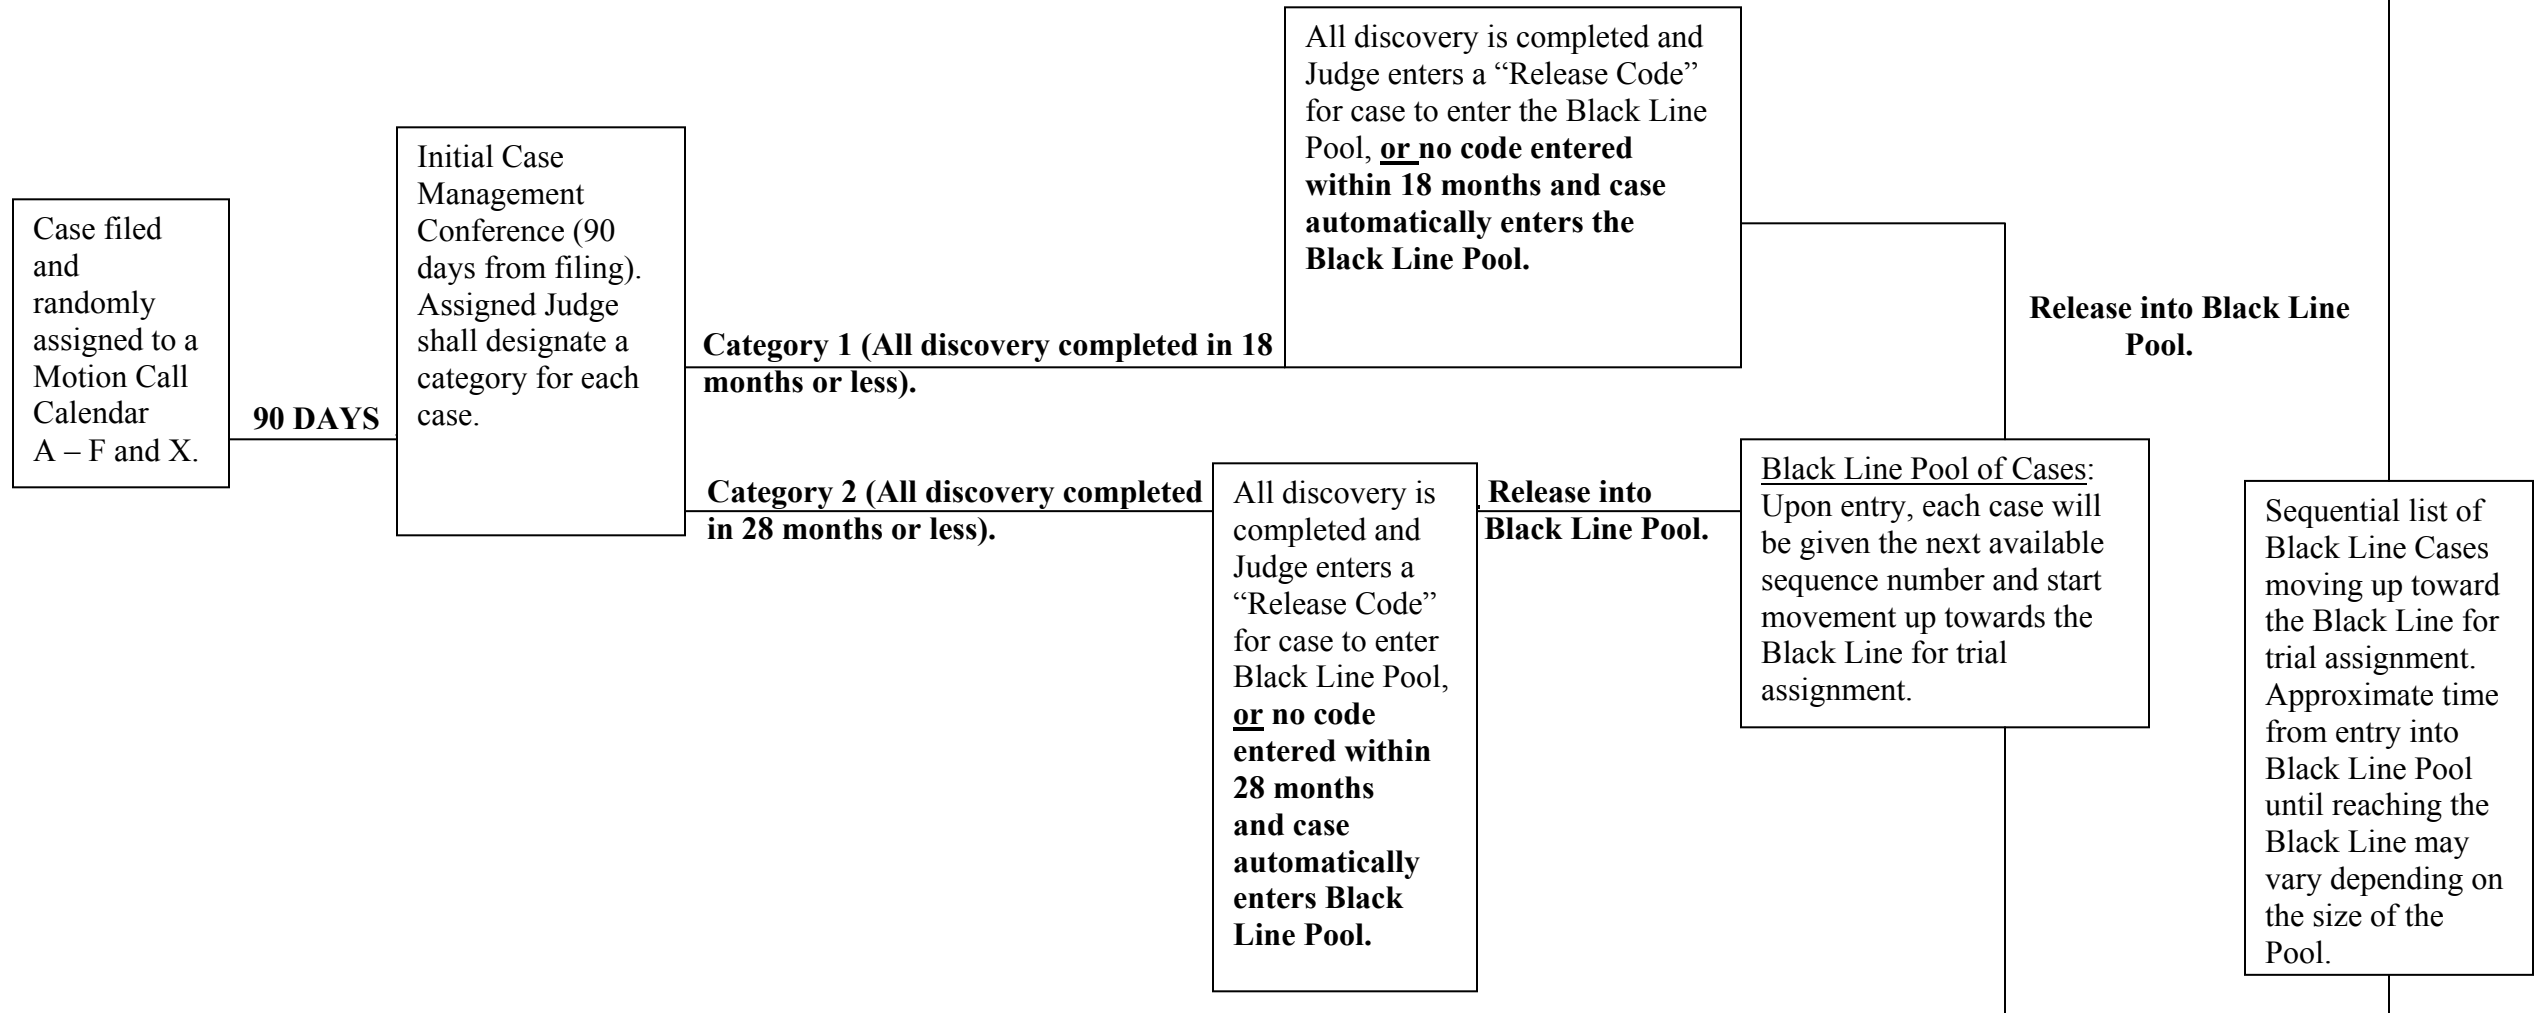 Case filed
and
randomly
assigned to a
Motion Call
Calendar
A – F and X.
90 DAYS
Initial Case
Management
Conference (90
days from filing).
Assigned Judge
shall designate a
category for each
case.
Category 1 (All discovery completed in 18
months or less).
All discovery is completed and
Judge enters a “Release Code”
for case to enter the Black Line
Pool, or no code entered
within 18 months and case
automatically enters the
Black Line Pool.
Release into Black Line
Pool.
Category 2 (All discovery completed
in 28 months or less).
All discovery is
completed and
Judge enters a
“Release Code”
for case to enter
Black Line Pool,
or no code
entered within
28 months
and case
automatically
enters Black
Line Pool.
Release into
Black Line Pool.
Black Line Pool of Cases:
Upon entry, each case will
be given the next available
sequence number and start
movement up towards the
Black Line for trial
assignment.
Sequential list of
Black Line Cases
moving up toward
the Black Line for
trial assignment.
Approximate time
from entry into
Black Line Pool
until reaching the
Black Line may
vary depending on
the size of the
Pool.